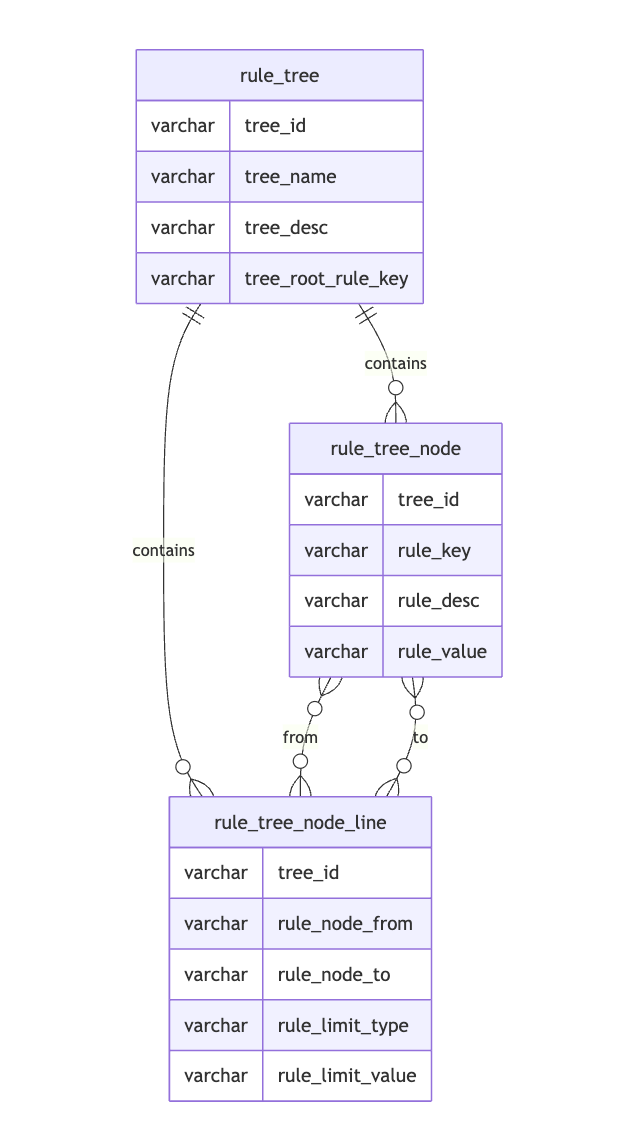 rule_tree
varchar tree_id
varchar tree_name
varchar tree_desc
varchar tree_root_rule_key
contains
rule_tree_node
varchar tree_id
varchar rule_key
contains
varchar rule_desc
varchar rule_value
from
to
rule_tree_node_line
varchar tree_id
varchar rule_node_from
varchar rule_node_to
varchar rule_limit_type
varchar rule_limit_value